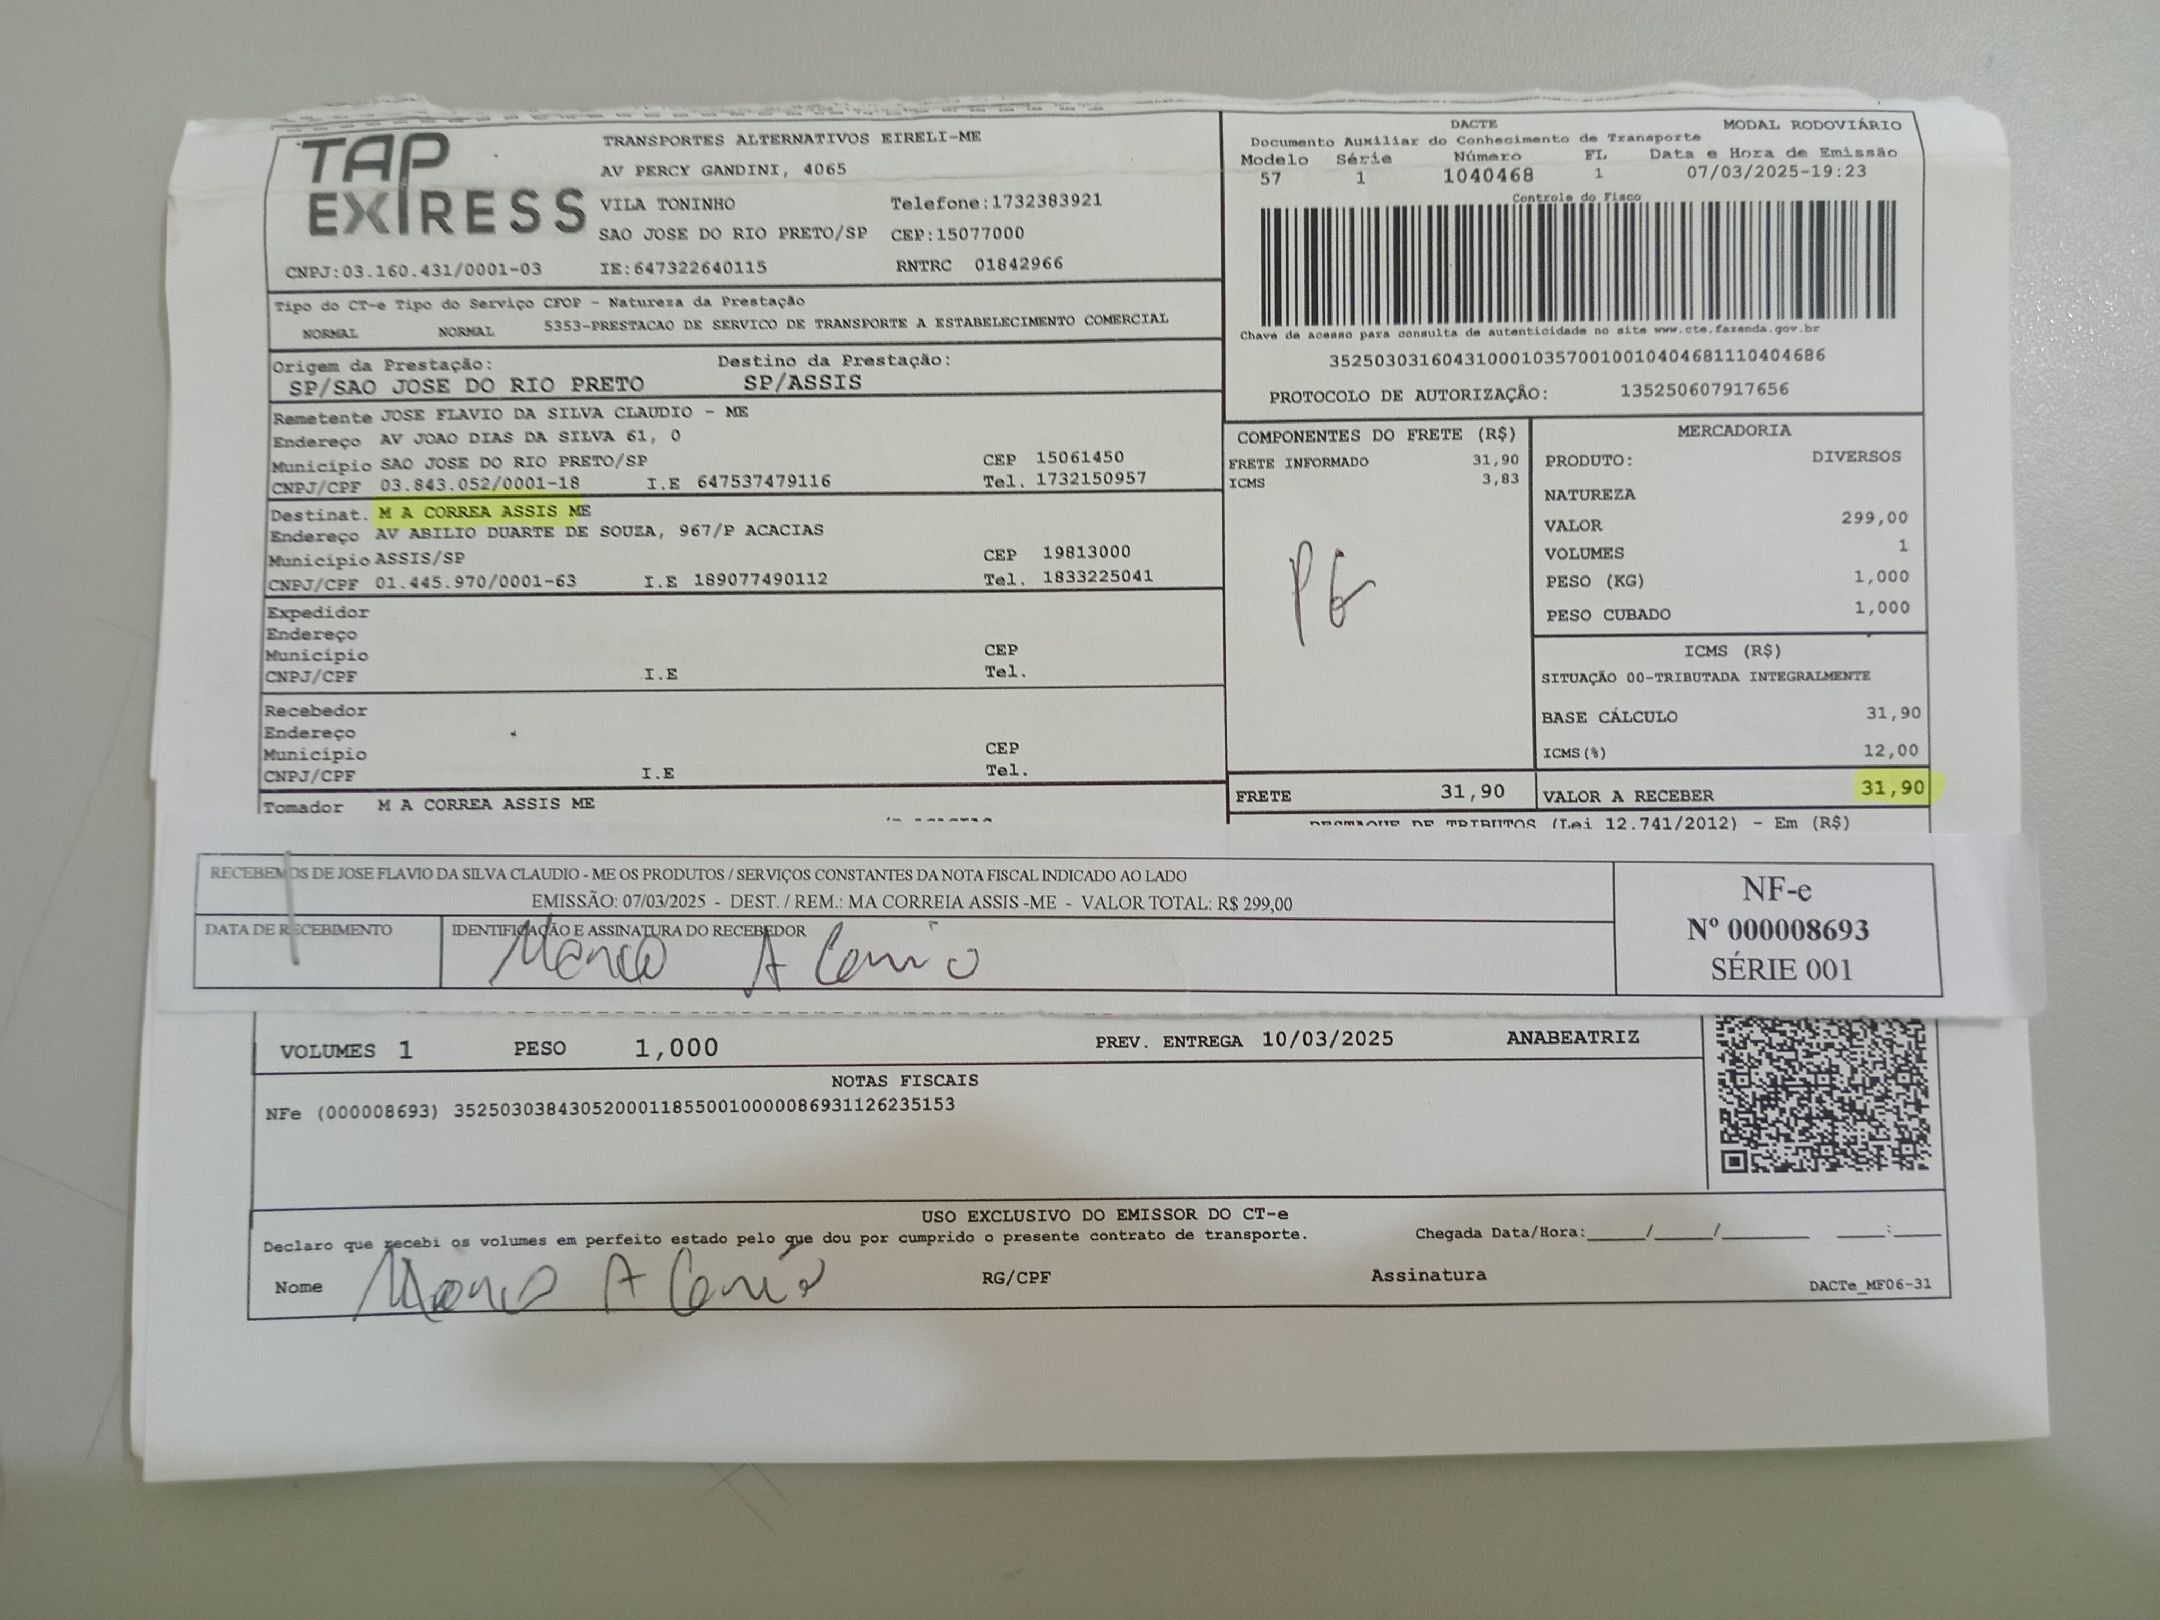 TAP EXPRESS
TRANSPORTES ALTERNATIVOS EIRELI-ME
AV PERCY GANDINI, 4065
VILA TONINHO Telefone:1732383921
SAO JOSE DO RIO PRETO/SP CEP:15077000
CNPJ:03.160.431/0001-03 IE:647322640115 RNTRC 01842966
DACTE MODAL RODOVIÁRIO
Documento Auxiliar do Conhecimento de Transporte
Modelo Série Número FL Data e Hora de Emissão
57 1 1040468 1 07/03/2025-19:23
Controle do Fisco
Chave de acesso para consulta de autenticidade no site www.cte.fazenda.gov.br
35250303160431000103570010010404681110404686
PROTOCOLO DE AUTORIZAÇÃO: 135250607917656
Tipo do CT-e Tipo do Serviço CFOP - Natureza da Prestação
NORMAL NORMAL 5353-PRESTACAO DE SERVICO DE TRANSPORTE A ESTABELECIMENTO COMERCIAL
Origem da Prestação: Destino da Prestação:
SP/SAO JOSE DO RIO PRETO SP/ASSIS
Remetente JOSE FLAVIO DA SILVA CLAUDIO - ME
Endereço AV JOAO DIAS DA SILVA 61, 0
Município SAO JOSE DO RIO PRETO/SP CEP 15061450
CNPJ/CPF 03.843.052/0001-18 I.E 647537479116 Tel. 1732150957
Destinat. M A CORREA ASSIS ME
Endereço AV ABILIO DUARTE DE SOUZA, 967/P ACACIAS
Município ASSIS/SP CEP 19813000
CNPJ/CPF 01.445.970/0001-63 I.E 189077490112 Tel. 1833225041
Expedidor
Endereço
Município CEP
CNPJ/CPF I.E Tel.
Recebedor
Endereço
Município CEP
CNPJ/CPF I.E Tel.
Tomador M A CORREA ASSIS ME
COMPONENTES DO FRETE (R$)
FRETE INFORMADO 31,90
ICMS 3,83
PG
FRETE 31,90
MERCADORIA
PRODUTO: DIVERSOS
NATUREZA
VALOR 299,00
VOLUMES 1
PESO (KG) 1,000
PESO CUBADO 1,000
ICMS (R$)
SITUAÇÃO 00-TRIBUTADA INTEGRALMENTE
BASE CÁLCULO 31,90
ICMS(%) 12,00
VALOR A RECEBER 31,90
DESTAQUE DE TRIBUTOS (Lei 12.741/2012) - Em (R$)
RECEBEMOS DE JOSE FLAVIO DA SILVA CLAUDIO - ME OS PRODUTOS / SERVIÇOS CONSTANTES DA NOTA FISCAL INDICADO AO LADO
EMISSÃO: 07/03/2025 - DEST. / REM.: MA CORREIA ASSIS -ME - VALOR TOTAL: R$ 299,00
DATA DE RECEBIMENTO IDENTIFICAÇÃO E ASSINATURA DO RECEBEDOR
NF-e
Nº 000008693
SÉRIE 001
VOLUMES 1 PESO 1,000 PREV. ENTREGA 10/03/2025 ANABEATRIZ
NOTAS FISCAIS
NFe (000008693) 35250303843052000118550010000086931126235153
USO EXCLUSIVO DO EMISSOR DO CT-e
Declaro que recebi os volumes em perfeito estado pelo que dou por cumprido o presente contrato de transporte. Chegada Data/Hora:____/____/______ ___:___
Nome RG/CPF Assinatura DACTe_MF06-31